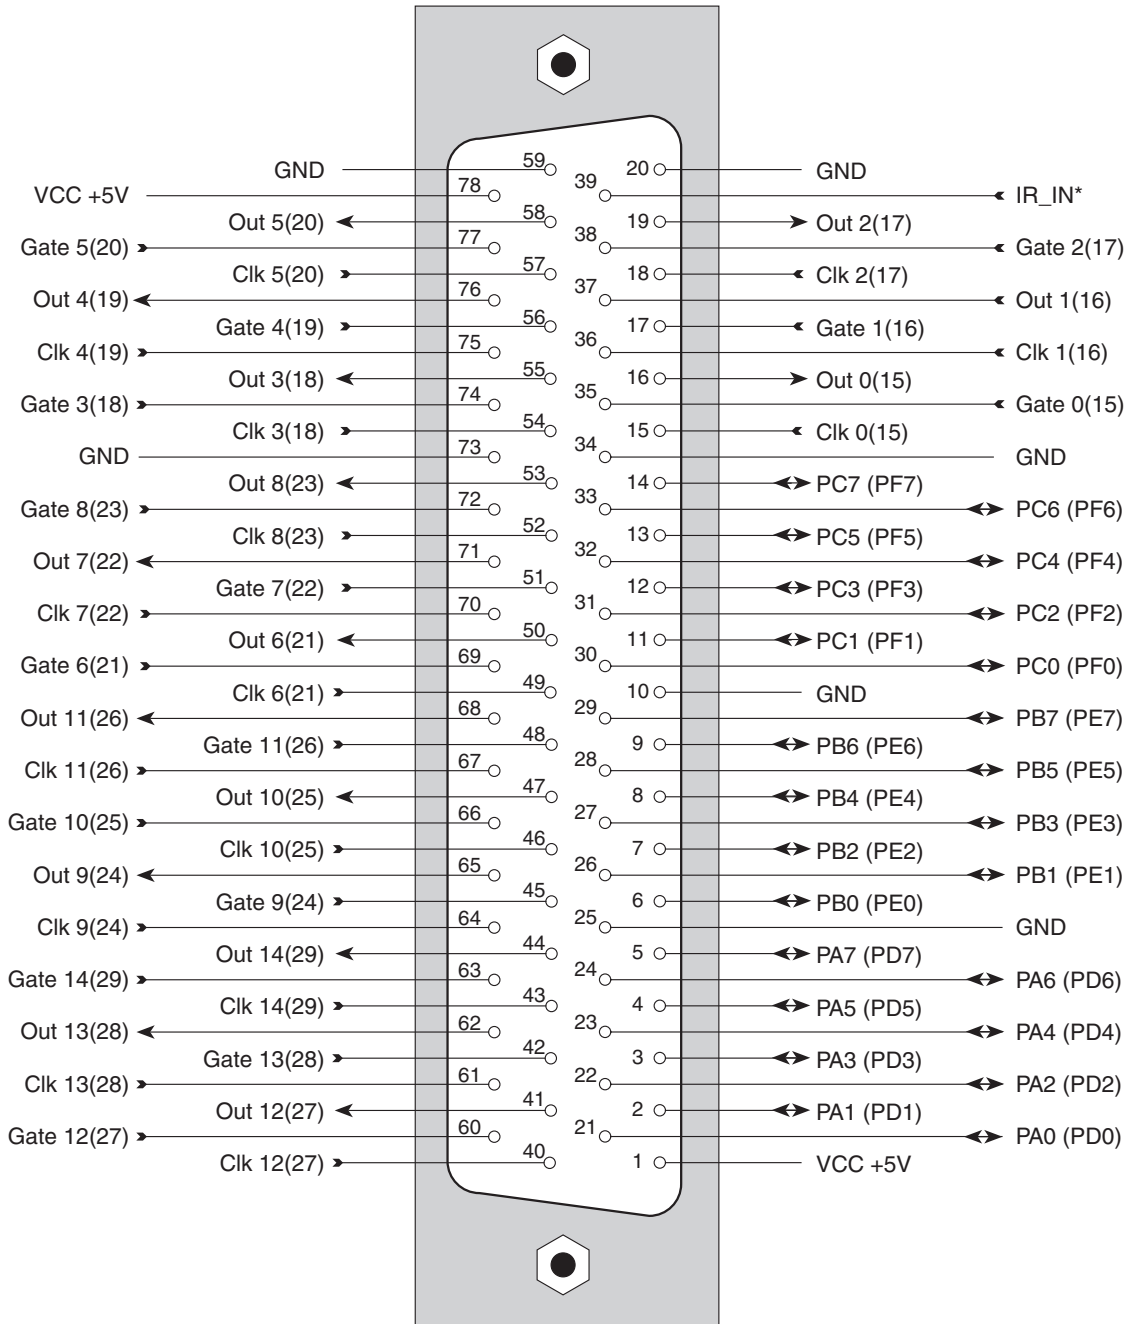 GND 59 20 GND
VCC +5V 78 39 IR_IN*
Out 5(20) 58 19 Out 2(17)
Gate 5(20) 77 38 Gate 2(17)
Clk 5(20) 57 18 Clk 2(17)
Out 4(19) 76 37 Out 1(16)
Gate 4(19) 56 17 Gate 1(16)
Clk 4(19) 75 36 Clk 1(16)
Out 3(18) 55 16 Out 0(15)
Gate 3(18) 74 35 Gate 0(15)
Clk 3(18) 54 15 Clk 0(15)
GND 73 34 GND
Out 8(23) 53 14 PC7 (PF7)
Gate 8(23) 72 33 PC6 (PF6)
Clk 8(23) 52 13 PC5 (PF5)
Out 7(22) 71 32 PC4 (PF4)
Gate 7(22) 51 12 PC3 (PF3)
Clk 7(22) 70 31 PC2 (PF2)
Out 6(21) 50 11 PC1 (PF1)
Gate 6(21) 69 30 PC0 (PF0)
Clk 6(21) 49 10 GND
Out 11(26) 68 29 PB7 (PE7)
Gate 11(26) 48 9 PB6 (PE6)
Clk 11(26) 67 28 PB5 (PE5)
Out 10(25) 47 8 PB4 (PE4)
Gate 10(25) 66 27 PB3 (PE3)
Clk 10(25) 46 7 PB2 (PE2)
Out 9(24) 65 26 PB1 (PE1)
Gate 9(24) 45 6 PB0 (PE0)
Clk 9(24) 64 25 GND
Out 14(29) 44 5 PA7 (PD7)
Gate 14(29) 63 24 PA6 (PD6)
Clk 14(29) 43 4 PA5 (PD5)
Out 13(28) 62 23 PA4 (PD4)
Gate 13(28) 42 3 PA3 (PD3)
Clk 13(28) 61 22 PA2 (PD2)
Out 12(27) 41 2 PA1 (PD1)
Gate 12(27) 60 21 PA0 (PD0)
Clk 12(27) 40 1 VCC +5V